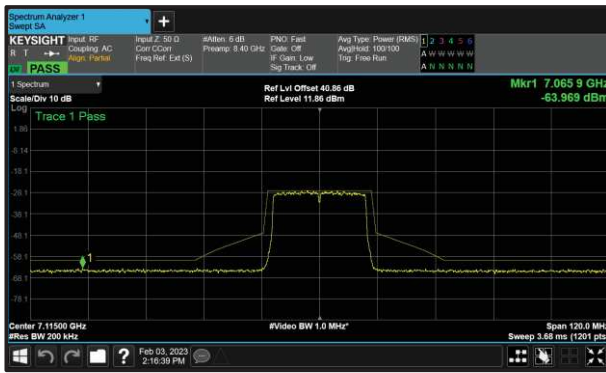 Spectrum Analyzer 1
Swept SA
+
KEYSIGHT
R T
PASS
Input: RF
Coupling: AC
Align: Partial
Input Z: 50 Ω
Corr CCorr
Freq Ref: Ext (S)
#Atten: 6 dB
Preamp: 8.40 GHz
PNO: Fast
Gate: Off
IF Gain: Low
Sig Track: Off
Avg Type: Power (RMS)
Avg|Hold: 100/100
Trig: Free Run
1 2 3 4 5 6
A W W W W W
A N N N N N
1 Spectrum
Scale/Div 10 dB
Ref Lvl Offset 40.86 dB
Ref Level 11.86 dBm
Mkr1 7.065 9 GHz
-63.969 dBm
Log
Trace 1 Pass
1.86
-8.14
-18.1
-28.1
-38.1
-48.1
-58.1
-68.1
-78.1
1
Center 7.11500 GHz
#Res BW 200 kHz
#Video BW 1.0 MHz*
Span 120.0 MHz
Sweep 3.68 ms (1201 pts)
?
Feb 03, 2023
2:16:39 PM